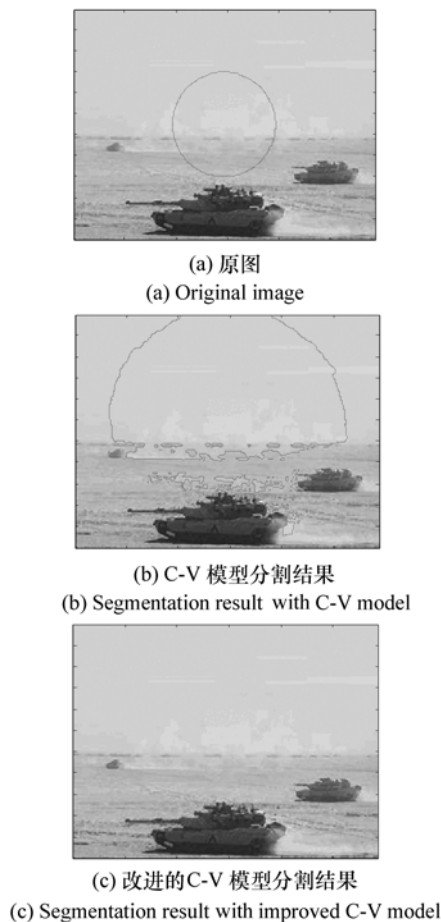 (a) 原图
(a) Original image
(b) C-V 模型分割结果
(b) Segmentation result with C-V model
(c) 改进的C-V 模型分割结果
(c) Segmentation result with improved C-V model